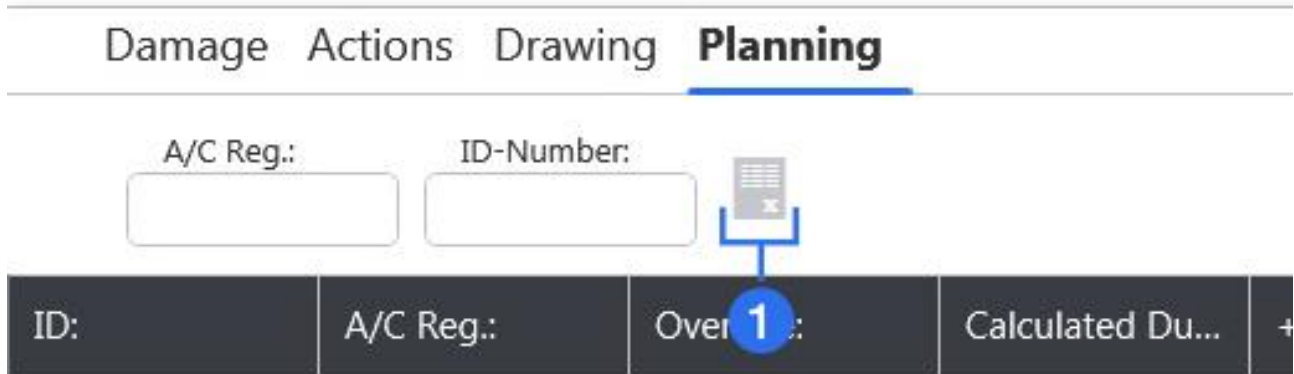 Damage Actions Drawing Planning
A/C Reg.: ID-Number:
x
1
ID: A/C Reg.: Calculated Du... +